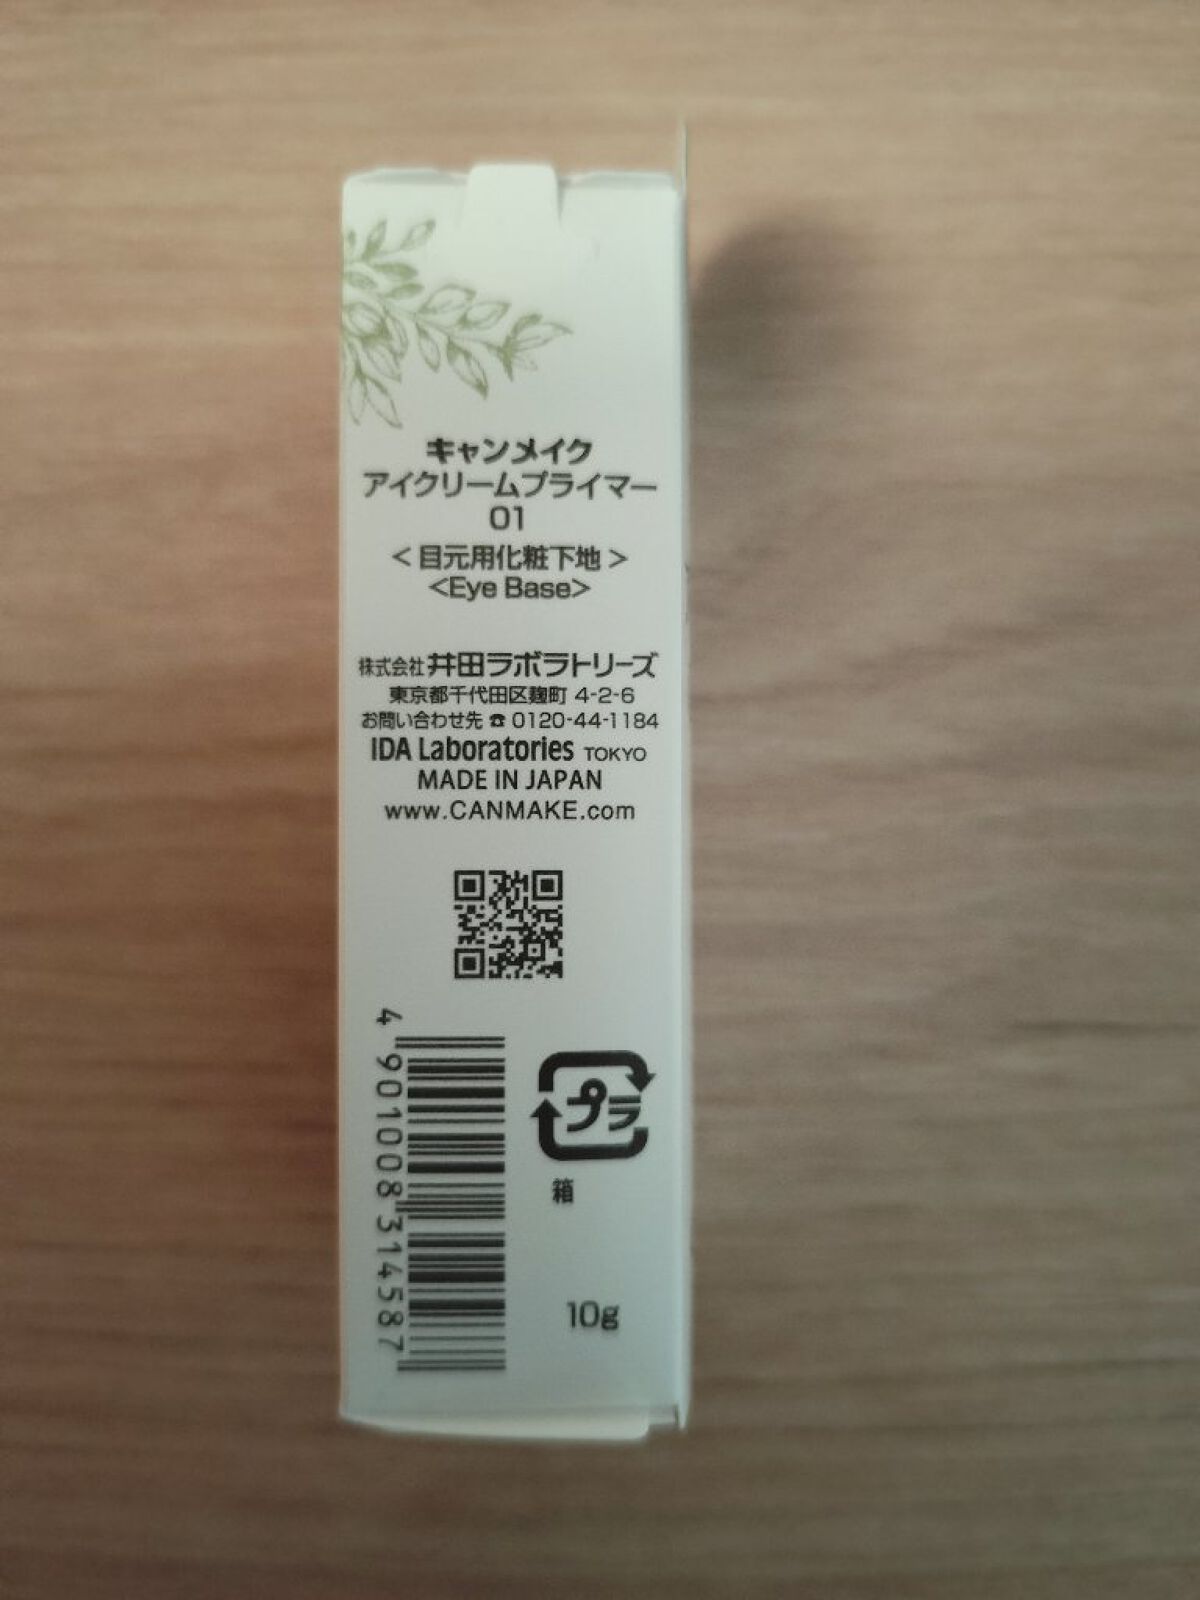 キャンメイク
アイクリームプライマー
01
＜目元用化粧下地＞
<Eye Base>
株式会社 井田ラボラトリーズ
東京都千代田区麹町 4-2-6
お問い合わせ先 ☎ 0120-44-1184
IDA Laboratories TOKYO
MADE IN JAPAN
www.CANMAKE.com
4 901008 314587
プラ
箱
10g